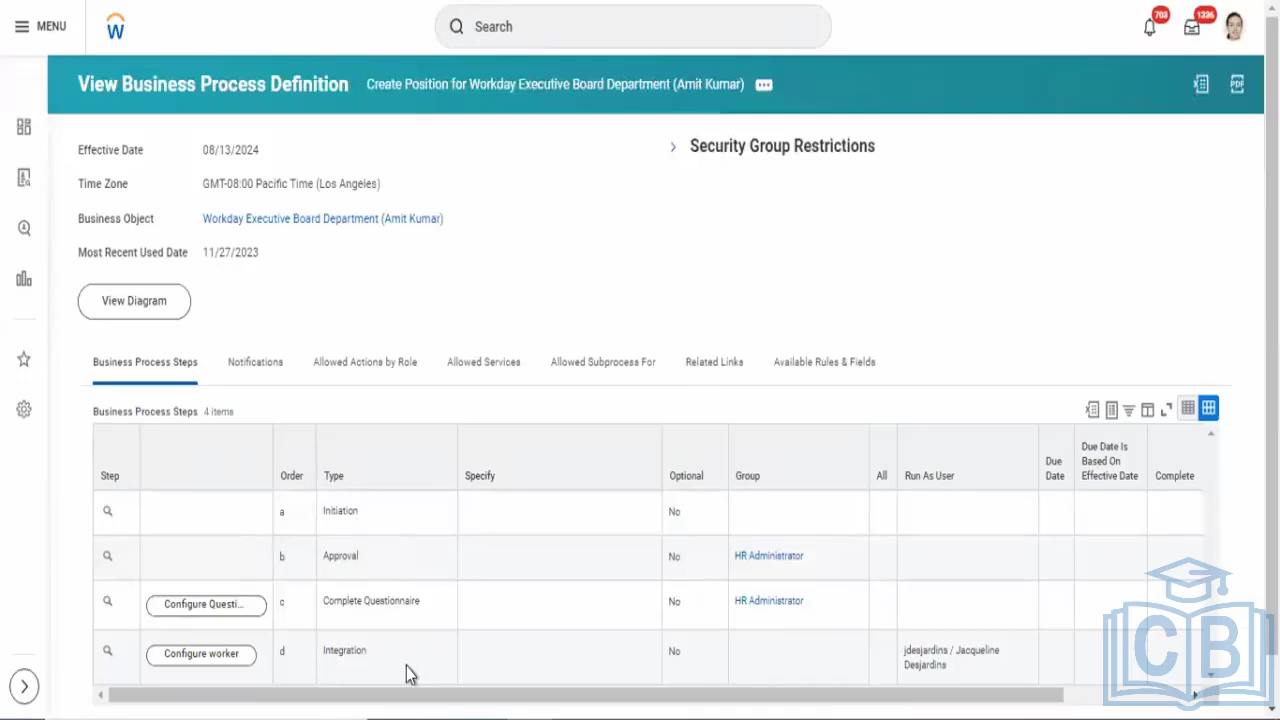 MENU
W
Search
703
1336
View Business Process Definition
Create Position for Workday Executive Board Department (Amit Kumar)
PDF
Effective Date
08/13/2024
Security Group Restrictions
Time Zone
GMT-08:00 Pacific Time (Los Angeles)
Business Object
Workday Executive Board Department (Amit Kumar)
Most Recent Used Date
11/27/2023
View Diagram
Business Process Steps
Notifications
Allowed Actions by Role
Allowed Services
Allowed Subprocess For
Related Links
Available Rules & Fields
Business Process Steps 4 items
Step
Order
Type
Specify
Optional
Group
All
Run As User
Due
Date
Due Date Is
Based On
Effective Date
Complete
a
Initiation
No
b
Approval
No
HR Administrator
Configure Questi...
c
Complete Questionnaire
No
HR Administrator
Configure worker
d
Integration
No
jdesjardins / Jacqueline
Desjardins
CB